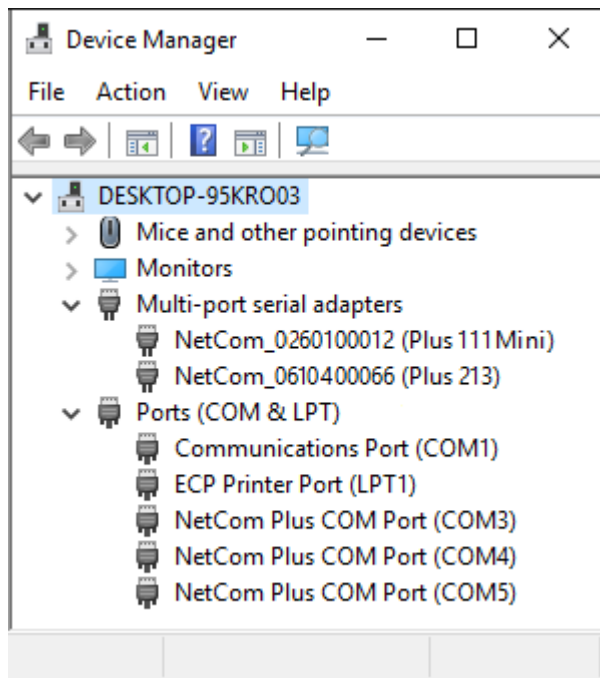 Device Manager
File Action View Help
DESKTOP-95KRO03
Mice and other pointing devices
Monitors
Multi-port serial adapters
NetCom_0260100012 (Plus 111 Mini)
NetCom_0610400066 (Plus 213)
Ports (COM & LPT)
Communications Port (COM1)
ECP Printer Port (LPT1)
NetCom Plus COM Port (COM3)
NetCom Plus COM Port (COM4)
NetCom Plus COM Port (COM5)